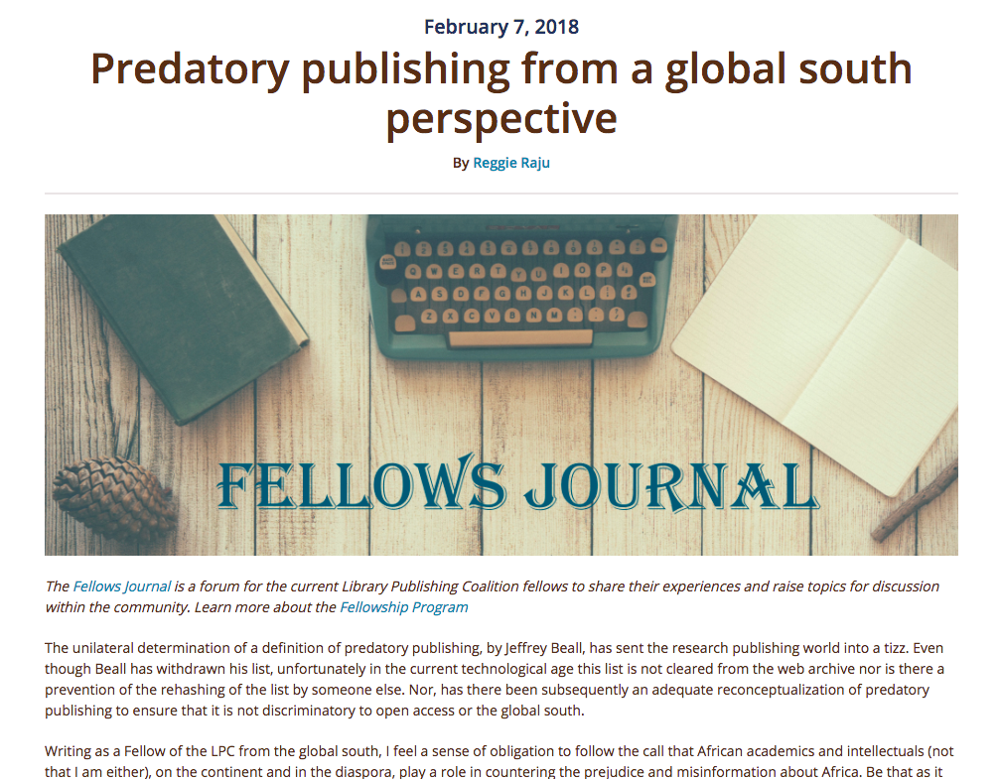 February 7, 2018
Predatory publishing from a global south
perspective
By Reggie Raju
Q W E R T Y U I O P
A S D F G H J K L
Z X C V B N M
FELLOWS JOURNAL
The Fellows Journal is a forum for the current Library Publishing Coalition fellows to share their experiences and raise topics for discussion
within the community. Learn more about the Fellowship Program
The unilateral determination of a definition of predatory publishing, by Jeffrey Beall, has sent the research publishing world into a tizz. Even
though Beall has withdrawn his list, unfortunately in the current technological age this list is not cleared from the web archive nor is there a
prevention of the rehashing of the list by someone else. Nor, has there been subsequently an adequate reconceptualization of predatory
publishing to ensure that it is not discriminatory to open access or the global south.
Writing as a Fellow of the LPC from the global south, I feel a sense of obligation to follow the call that African academics and intellectuals (not
that I am either), on the continent and in the diaspora, play a role in countering the prejudice and misinformation about Africa. Be that as it